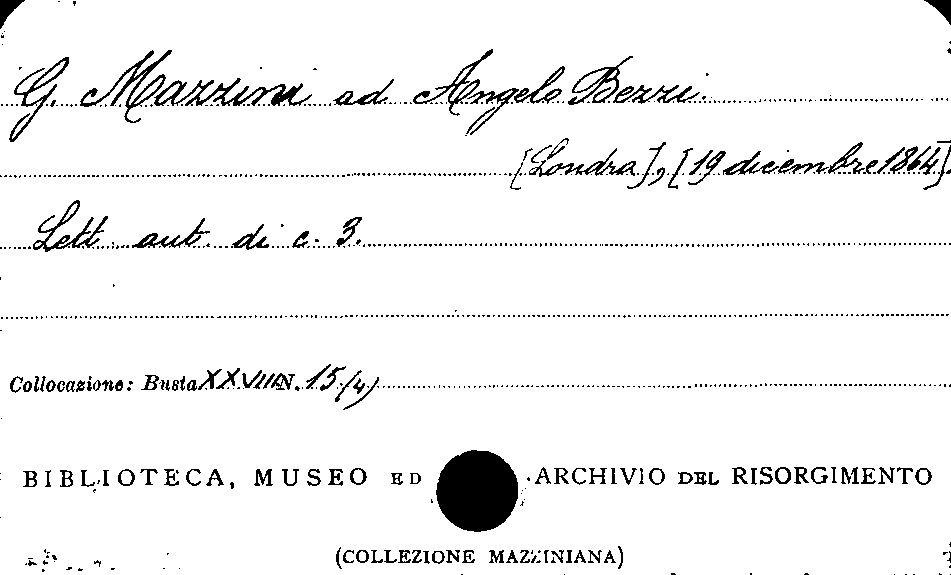 G. Mazzini ad Angelo Bezzi.
[Londra], [19 dicembre 1864].
Lett. aut. di c. 3.
Collocazione: Busta XXVIII N. 15 (4)
BIBLIOTECA, MUSEO ED ARCHIVIO DEL RISORGIMENTO
(COLLEZIONE MAZZINIANA)